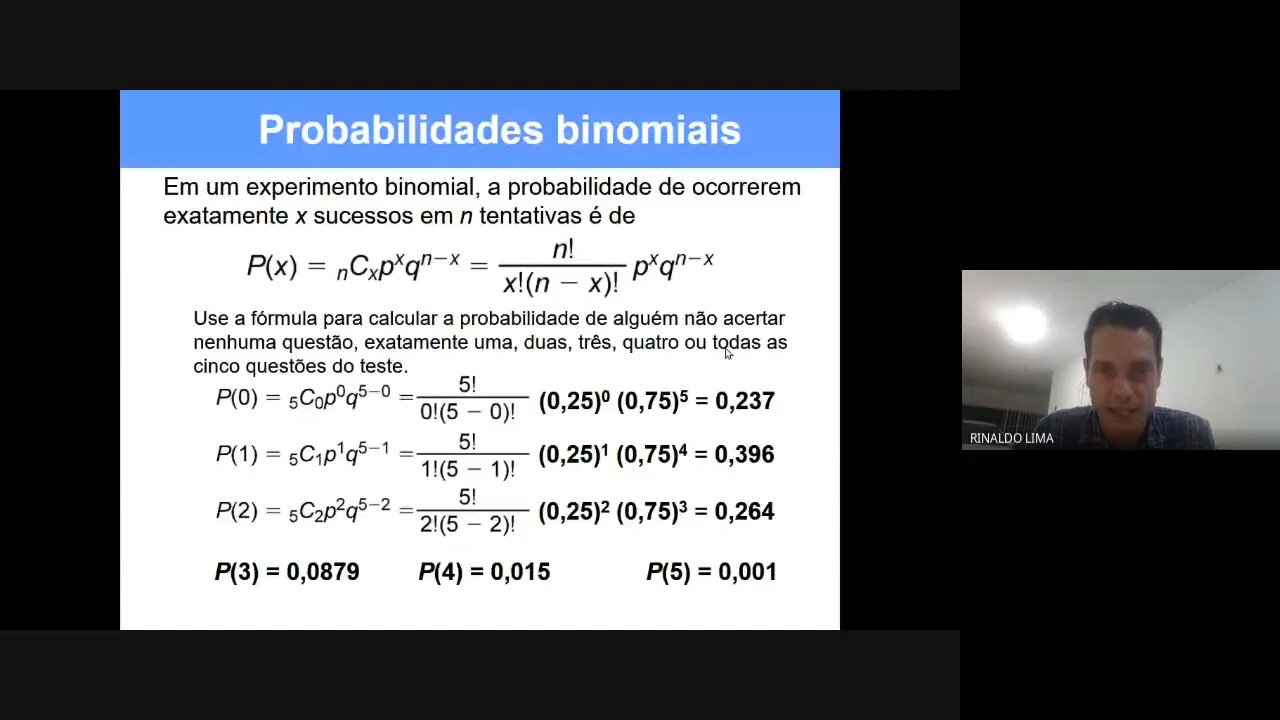 Probabilidades binomiais
Em um experimento binomial, a probabilidade de ocorrerem
exatamente x sucessos em n tentativas é de
P(x) = ₙCₓpˣqⁿ⁻ˣ = n! / x!(n − x)! pˣqⁿ⁻ˣ
Use a fórmula para calcular a probabilidade de alguém não acertar
nenhuma questão, exatamente uma, duas, três, quatro ou todas as
cinco questões do teste.
P(0) = ₅C₀p⁰q⁵⁻⁰ = 5! / 0!(5 − 0)! (0,25)⁰ (0,75)⁵ = 0,237
P(1) = ₅C₁p¹q⁵⁻¹ = 5! / 1!(5 − 1)! (0,25)¹ (0,75)⁴ = 0,396
P(2) = ₅C₂p²q⁵⁻² = 5! / 2!(5 − 2)! (0,25)² (0,75)³ = 0,264
P(3) = 0,0879 P(4) = 0,015 P(5) = 0,001
RINALDO LIMA